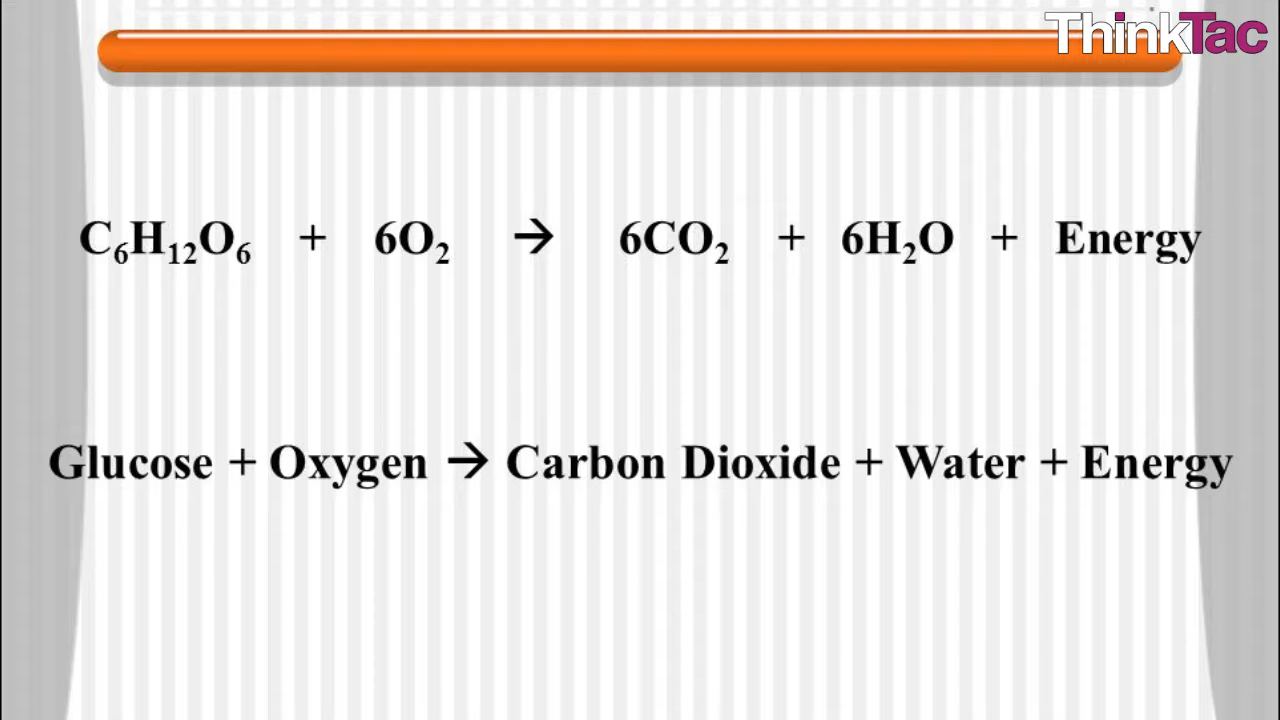 ThinkTac
C₆H₁₂O₆ + 6O₂ → 6CO₂ + 6H₂O + Energy
Glucose + Oxygen → Carbon Dioxide + Water + Energy